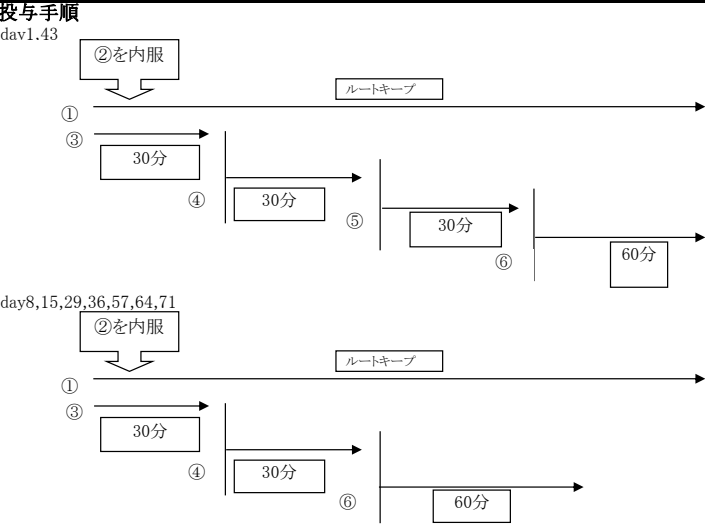 投与手順
day1,43
②を内服
ルートキープ
①
③
30分
④
30分
⑤
30分
⑥
60分
day8,15,29,36,57,64,71
②を内服
ルートキープ
①
③
30分
④
30分
⑥
60分